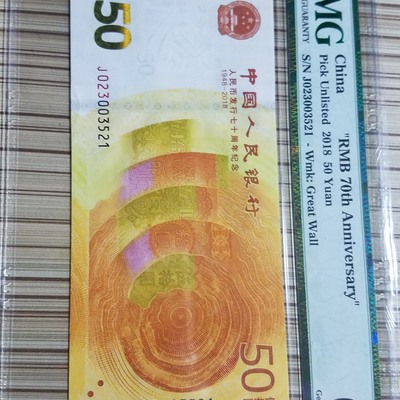 50
J023003521
中国人民银行
人民币发行七十周年纪念
1948-2018
50
MG
GUARANTY
China
"RMB 70th Anniversary"
Pick Unlisted 2018 50 Yuan
S/N J023003521 - Wmk: Great Wall